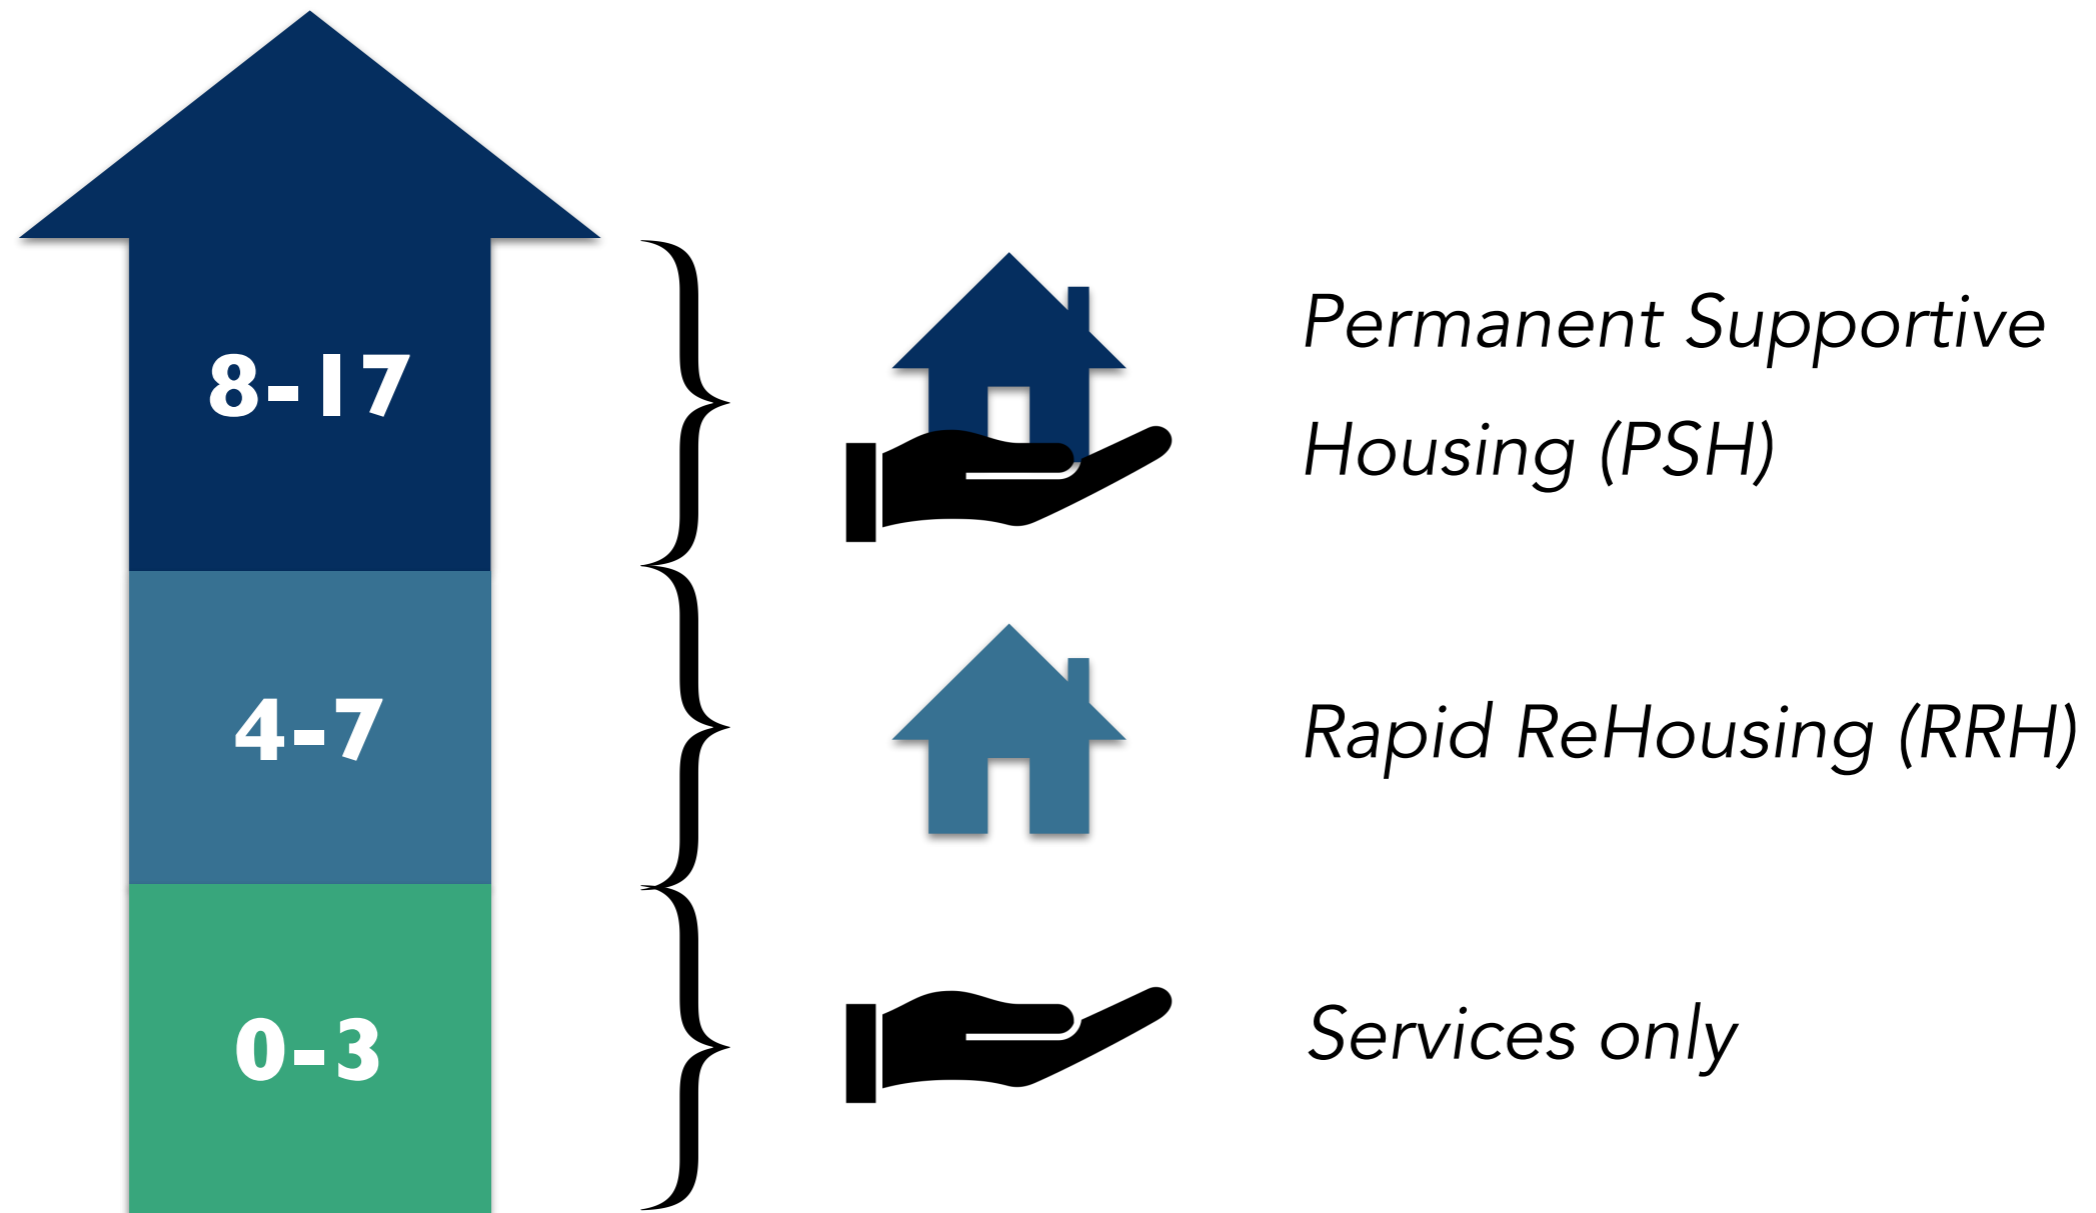 8-17
Permanent Supportive
Housing (PSH)
4-7
Rapid ReHousing (RRH)
0-3
Services only